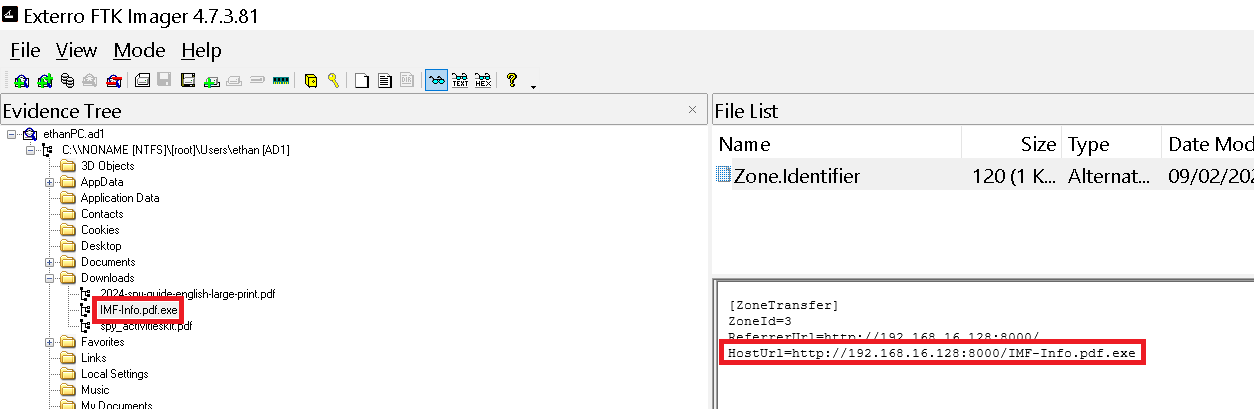 Exterro FTK Imager 4.7.3.81
File View Mode Help
Evidence Tree
ethanPC.ad1
C:\\NONAME [NTFS]\[root]\Users\ethan [AD1]
3D Objects
AppData
Application Data
Contacts
Cookies
Desktop
Documents
Downloads
2024-spy-guide-english-large-print.pdf
IMF-Info.pdf.exe
spy_activitieskit.pdf
Favorites
Links
Local Settings
Music
My Documents
File List
Name Size Type Date Mod
Zone.Identifier 120 (1 K... Alternat... 09/02/202
[ZoneTransfer]
ZoneId=3
ReferrerUrl=http://192.168.16.128:8000/
HostUrl=http://192.168.16.128:8000/IMF-Info.pdf.exe